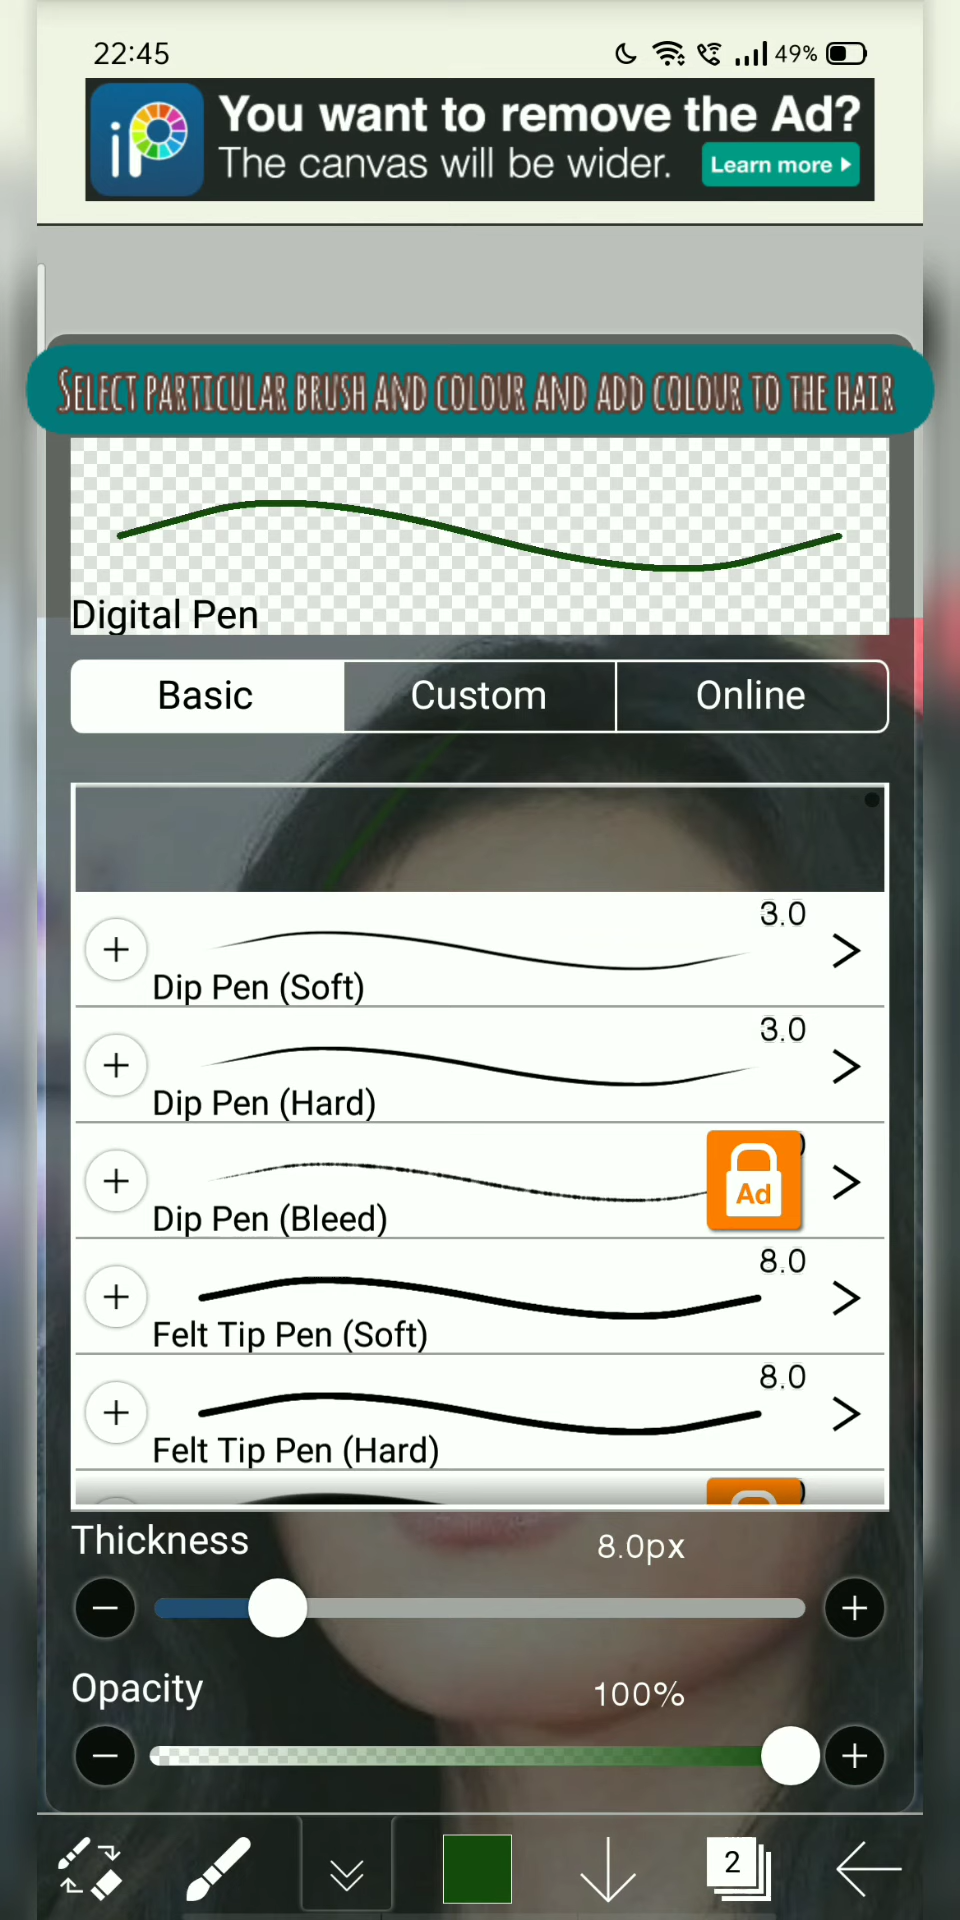 22:45
49%
iP
You want to remove the Ad?
The canvas will be wider.
Learn more
SELECT PARTICULAR BRUSH AND COLOUR AND ADD COLOUR TO THE HAIR
Digital Pen
Basic
Custom
Online
3.0
Dip Pen (Soft)
3.0
Dip Pen (Hard)
Ad
Dip Pen (Bleed)
8.0
Felt Tip Pen (Soft)
8.0
Felt Tip Pen (Hard)
Thickness
8.0px
Opacity
100%
2